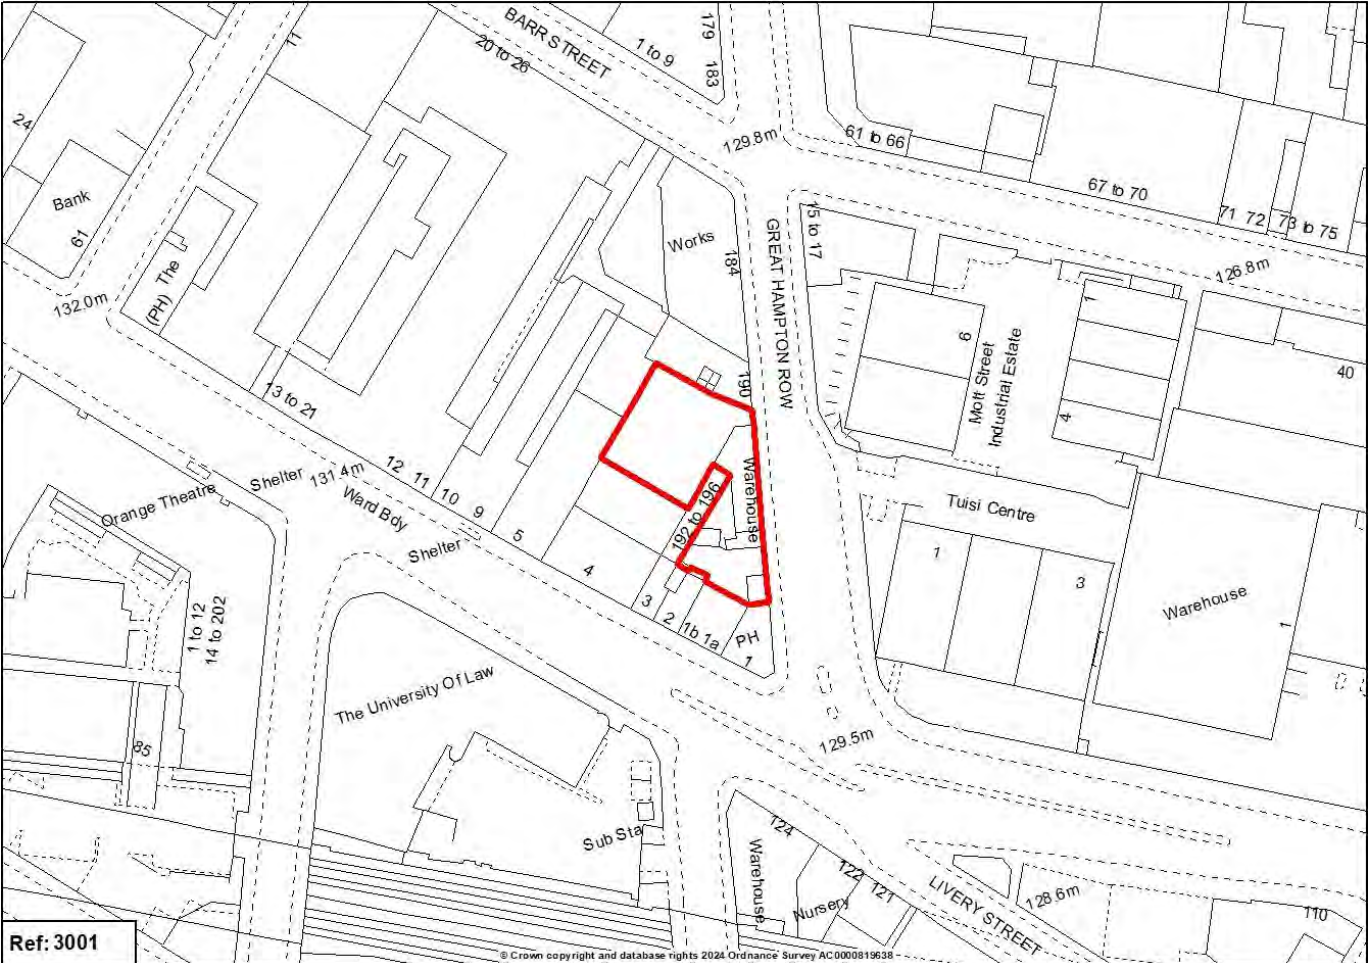 BARR STREET
20 to 26
1 to 9
179
183
11
24
Bank
61
129.8m
61 to 66
67 to 70
71 72
73 to 75
126.8m
132.0m
The
(PH)
Works
184
GREAT HAMPTON ROW
15 to 17
6
Mott Street
Industrial Estate
1
4
40
13 to 21
190
Warehouse
192 to 196
Orange Theatre
Shelter
131.4m
Ward Bdy
Shelter
12
11
10
9
5
4
3
2
1b 1a
PH
1
Tuisi Centre
1
3
Warehouse
1
1 to 12
14 to 202
The University Of Law
85
129.5m
Sub Sta
124
Warehouse
122 121
Nursery
LIVERY STREET
128.6m
110
Ref: 3001
© Crown copyright and database rights 2024 Ordnance Survey AC0000819638